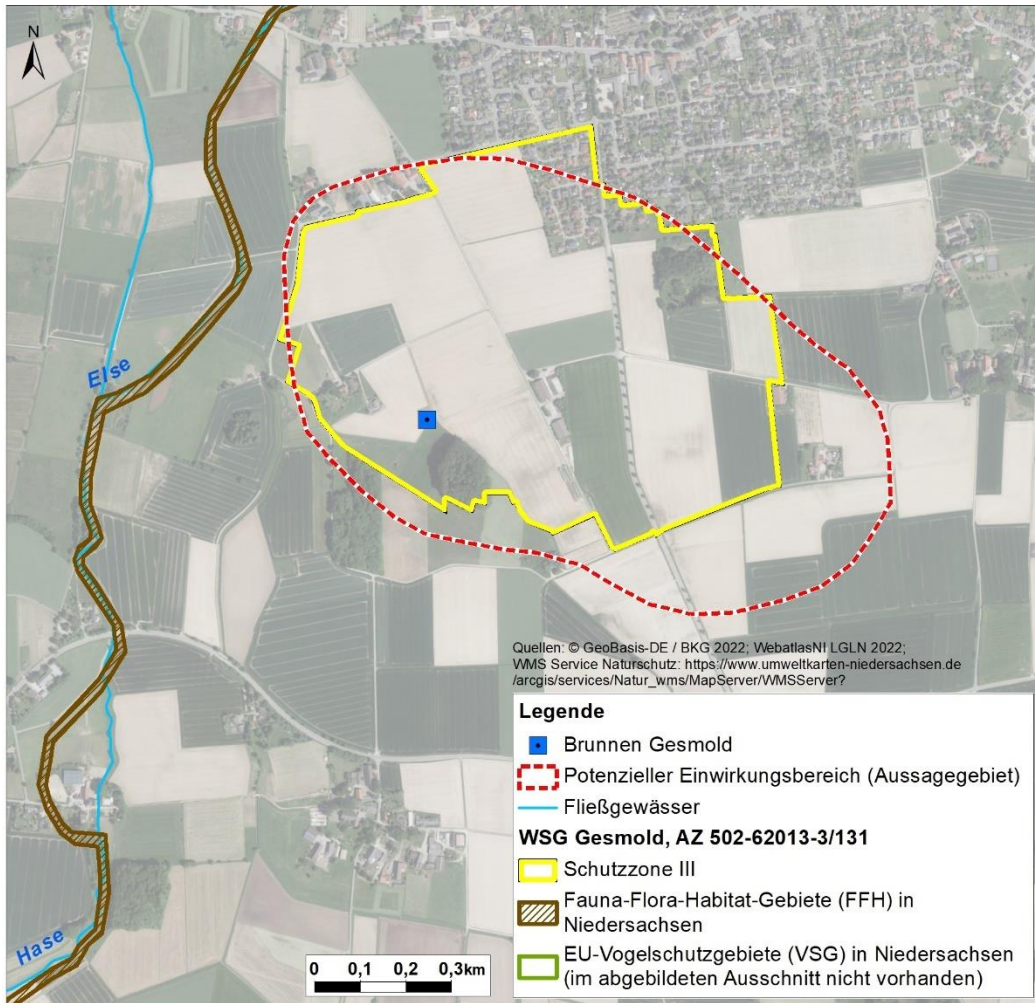 N
Else
Hase
Quellen: © GeoBasis-DE / BKG 2022; WebatlasNI LGLN 2022;
WMS Service Naturschutz: https://www.umweltkarten-niedersachsen.de
/arcgis/services/Natur_wms/MapServer/WMSServer?
Legende
Brunnen Gesmold
Potenzieller Einwirkungsbereich (Aussagegebiet)
Fließgewässer
WSG Gesmold, AZ 502-62013-3/131
Schutzzone III
Fauna-Flora-Habitat-Gebiete (FFH) in
Niedersachsen
EU-Vogelschutzgebiete (VSG) in Niedersachsen
(im abgebildeten Ausschnitt nicht vorhanden)
0 0,1 0,2 0,3km